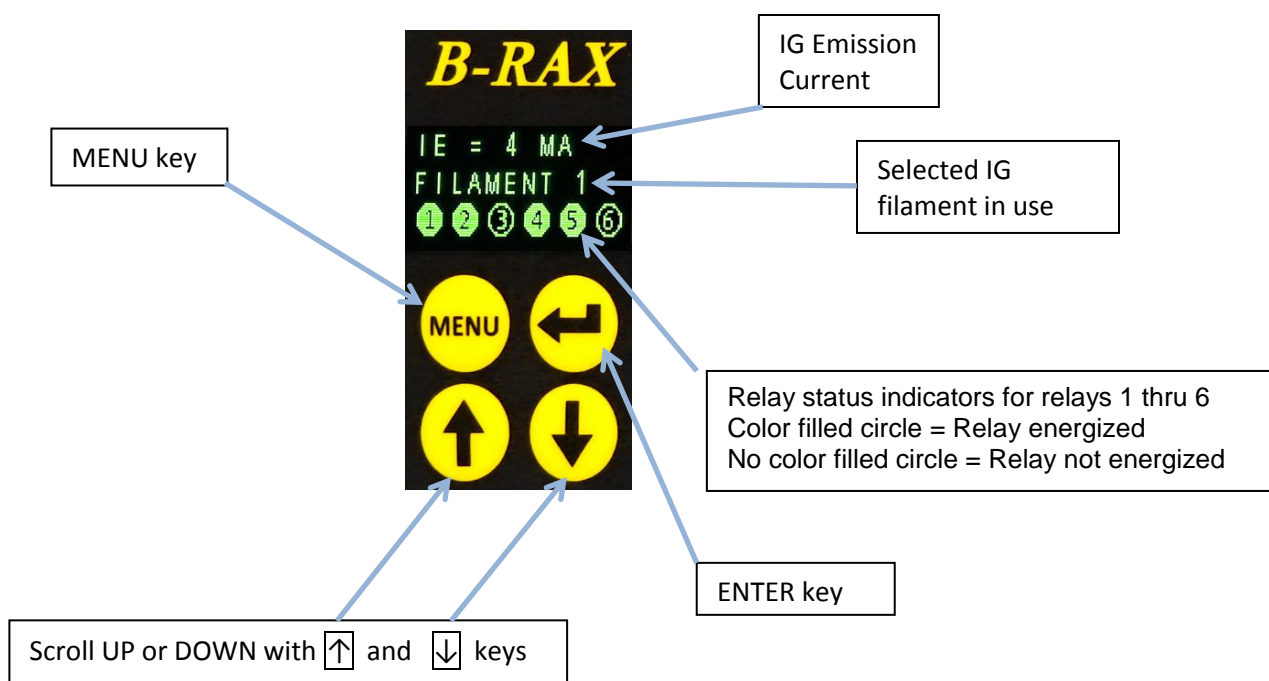 B-RAX
IG Emission
Current
IE = 4 MA
MENU key
Selected IG
filament in use
FILAMENT 1
1 2 3 4 5 6
MENU
Relay status indicators for relays 1 thru 6
Color filled circle = Relay energized
No color filled circle = Relay not energized
ENTER key
Scroll UP or DOWN with ↑ and ↓ keys